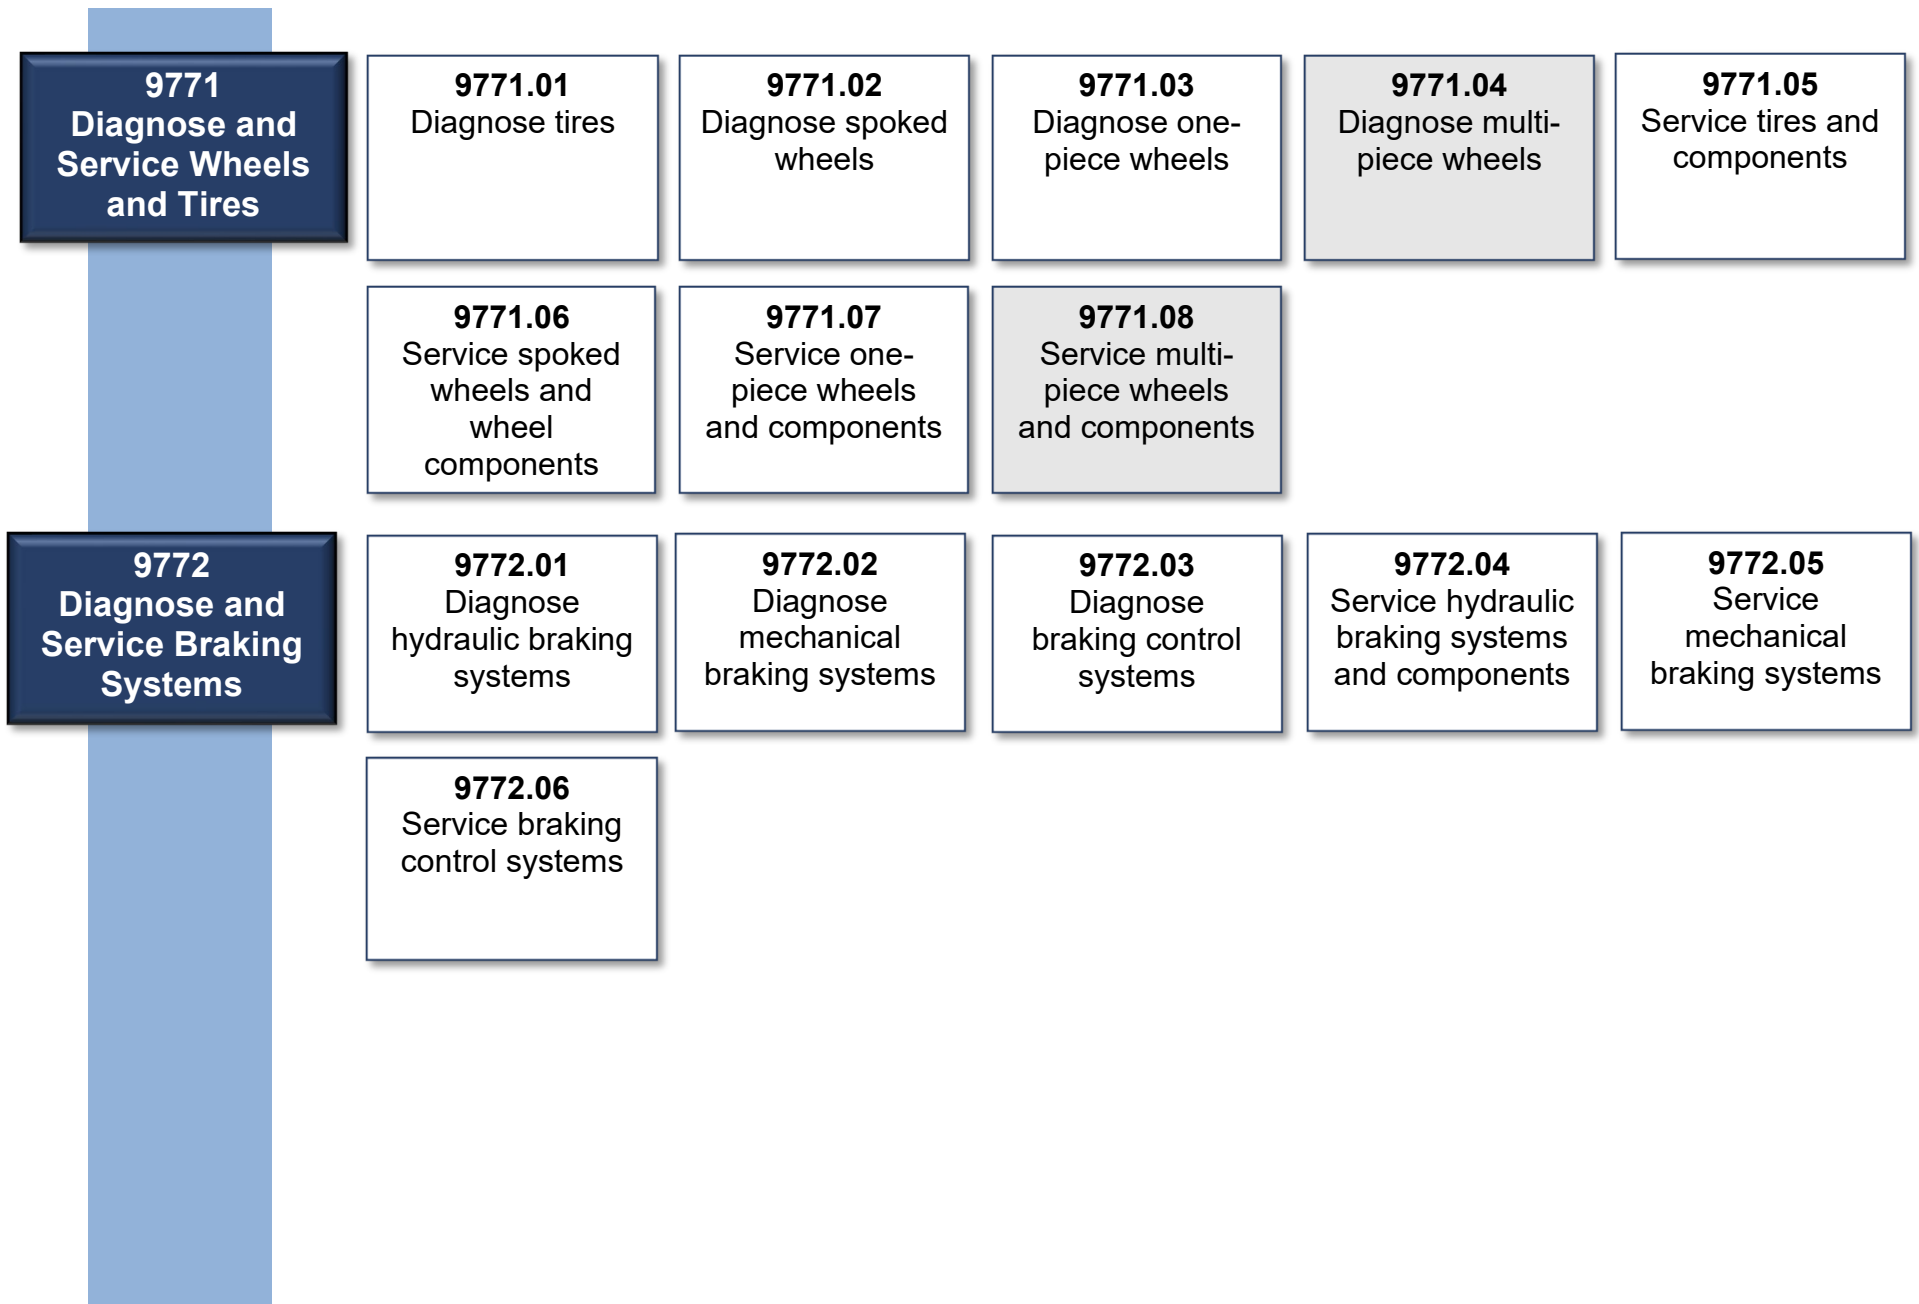 9771
Diagnose and
Service Wheels
and Tires
9771.01
Diagnose tires
9771.02
Diagnose spoked
wheels
9771.03
Diagnose one-
piece wheels
9771.04
Diagnose multi-
piece wheels
9771.05
Service tires and
components
9771.06
Service spoked
wheels and
wheel
components
9771.07
Service one-
piece wheels
and components
9771.08
Service multi-
piece wheels
and components
9772
Diagnose and
Service Braking
Systems
9772.01
Diagnose
hydraulic braking
systems
9772.02
Diagnose
mechanical
braking systems
9772.03
Diagnose
braking control
systems
9772.04
Service hydraulic
braking systems
and components
9772.05
Service
mechanical
braking systems
9772.06
Service braking
control systems